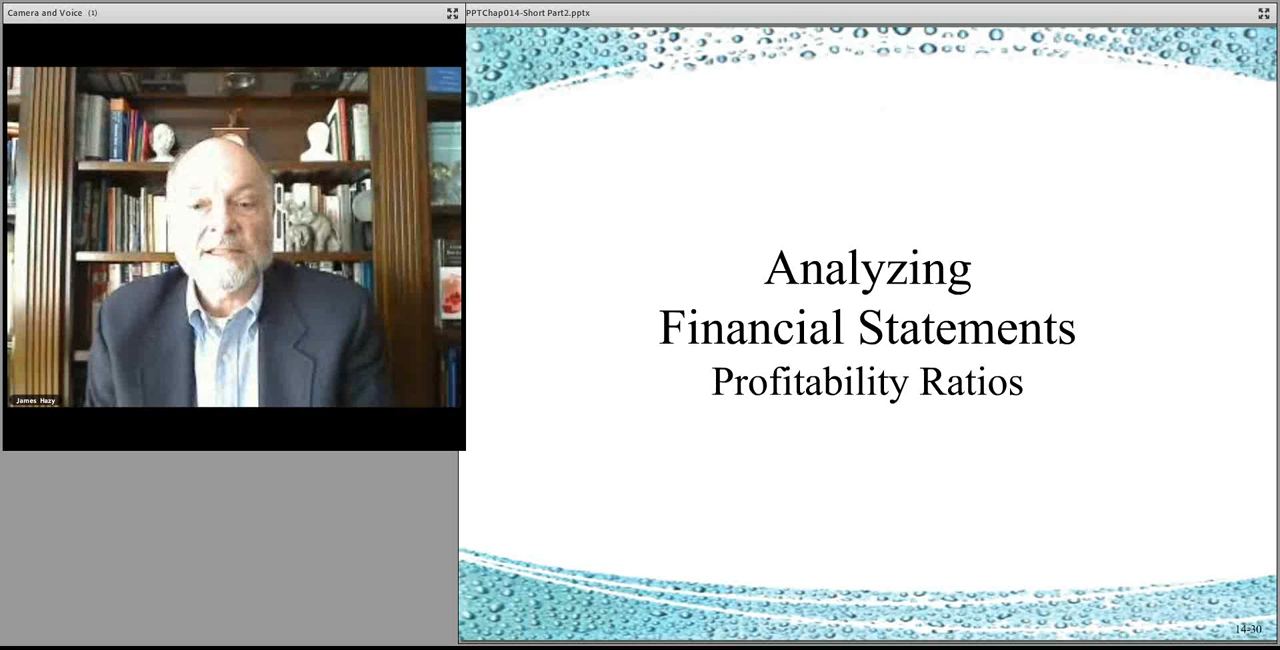 Camera and Voice (1)
PPTChap014-Short Part2.pptx
James Hazy
Analyzing
Financial Statements
Profitability Ratios
14-30